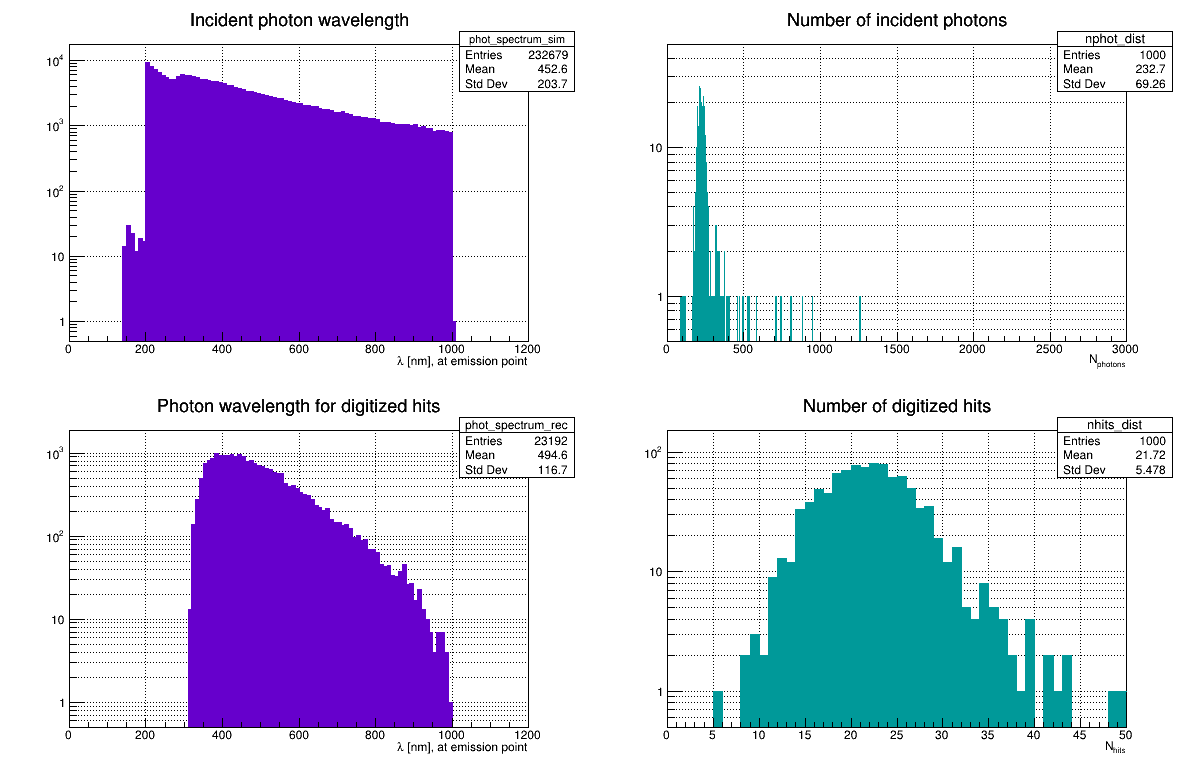 Incident photon wavelength
phot_spectrum_sim
Entries 232679
Mean 452.6
Std Dev 203.7
10^4
10^3
10^2
10
1
0 200 400 600 800 1000 1200
λ [nm], at emission point
Number of incident photons
nphot_dist
Entries 1000
Mean 232.7
Std Dev 69.26
10
1
0 500 1000 1500 2000 2500 3000
N_photons
Photon wavelength for digitized hits
phot_spectrum_rec
Entries 23192
Mean 494.6
Std Dev 116.7
10^3
10^2
10
1
0 200 400 600 800 1000 1200
λ [nm], at emission point
Number of digitized hits
nhits_dist
Entries 1000
Mean 21.72
Std Dev 5.478
10^2
10
1
0 5 10 15 20 25 30 35 40 45 50
N_hits